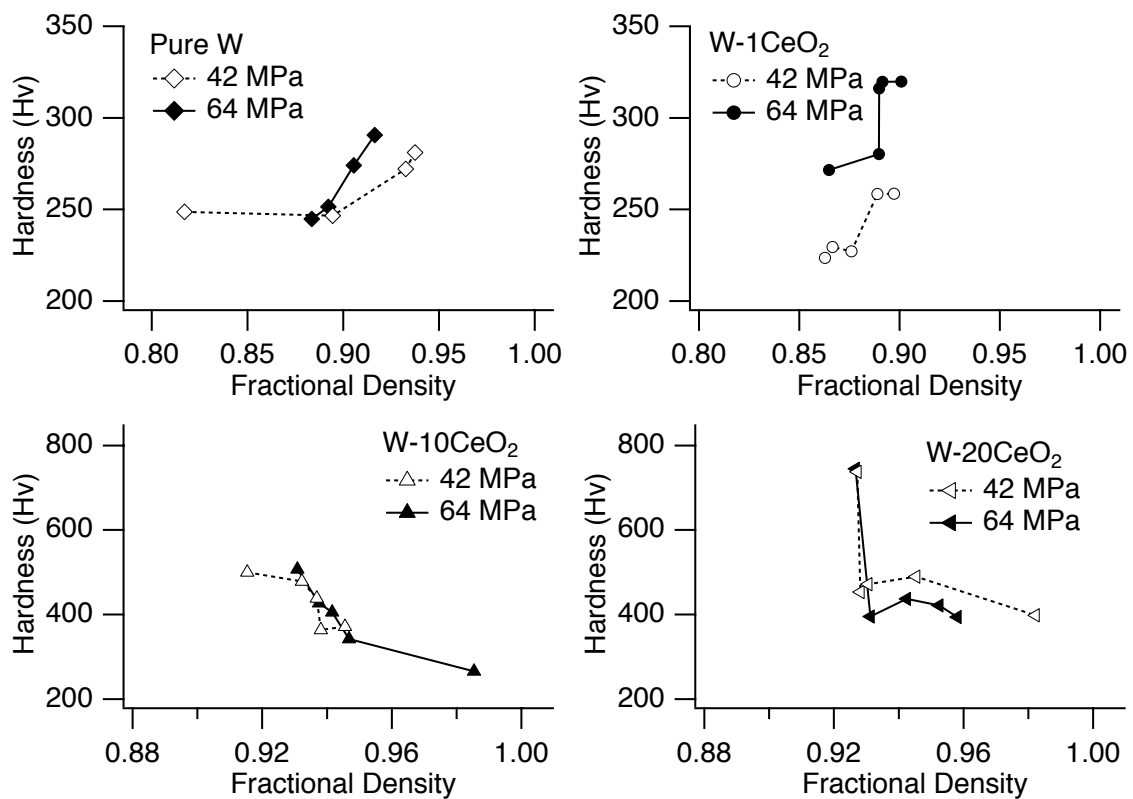 Pure W
42 MPa
64 MPa
350
300
250
200
Hardness (Hv)
0.80 0.85 0.90 0.95 1.00
Fractional Density
W-1CeO₂
42 MPa
64 MPa
350
300
250
200
Hardness (Hv)
0.80 0.85 0.90 0.95 1.00
Fractional Density
W-10CeO₂
42 MPa
64 MPa
800
600
400
200
Hardness (Hv)
0.88 0.92 0.96 1.00
Fractional Density
W-20CeO₂
42 MPa
64 MPa
800
600
400
200
Hardness (Hv)
0.88 0.92 0.96 1.00
Fractional Density